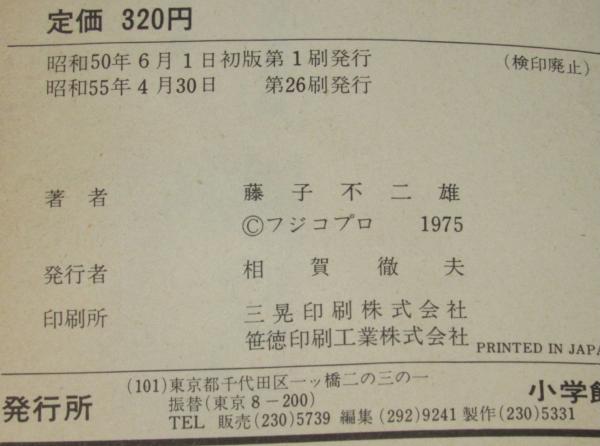 定価 320円
昭和50年6月1日初版第1刷発行 (検印廃止)
昭和55年4月30日 第26刷発行
著者 藤子不二雄
©フジコプロ 1975
発行者 相賀徹夫
印刷所 三晃印刷株式会社
笹徳印刷工業株式会社
PRINTED IN JAPA
発行所 (101)東京都千代田区一ッ橋二の三の一 小学館
振替(東京8-200)
TEL 販売(230)5739 編集(292)9241 製作(230)5331